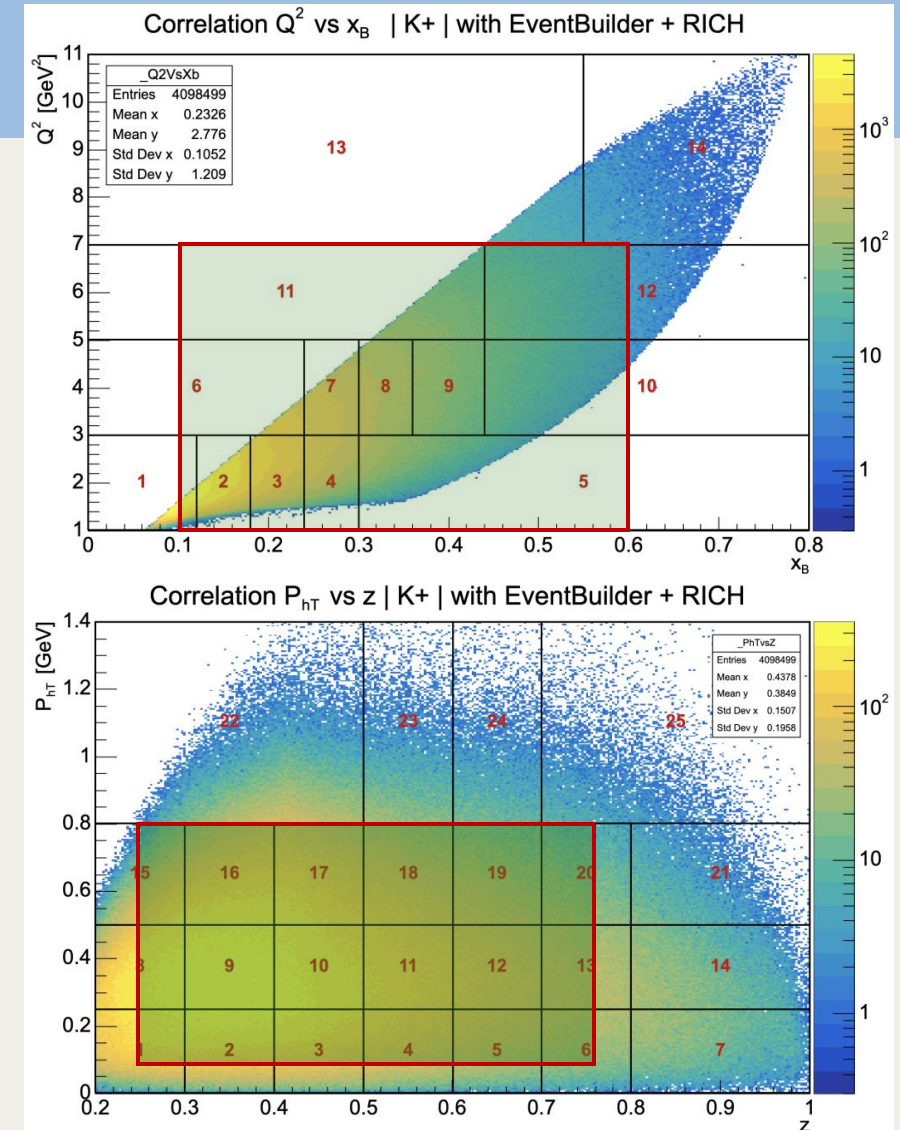 Correlation Q² vs x_B | K+ | with EventBuilder + RICH
Q² [GeV²]
11
10
9
8
7
6
5
4
3
2
1
_Q2VsXb
Entries 4098499
Mean x 0.2326
Mean y 2.776
Std Dev x 0.1052
Std Dev y 1.209
13
14
11
12
6
7
8
9
10
1
2
3
4
5
0 0.1 0.2 0.3 0.4 0.5 0.6 0.7 0.8
x_B
10³
10²
10
1
Correlation P_hT vs z | K+ | with EventBuilder + RICH
P_hT [GeV]
1.4
1.2
1
0.8
0.6
0.4
0.2
0
_PhTvsZ
Entries 4098499
Mean x 0.4378
Mean y 0.3849
Std Dev x 0.1507
Std Dev y 0.1958
22 23 24 25
15 16 17 18 19 20 21
9 10 11 12 13 14
1 2 3 4 5 6 7
0.2 0.3 0.4 0.5 0.6 0.7 0.8 0.9 1
z
10²
10
1